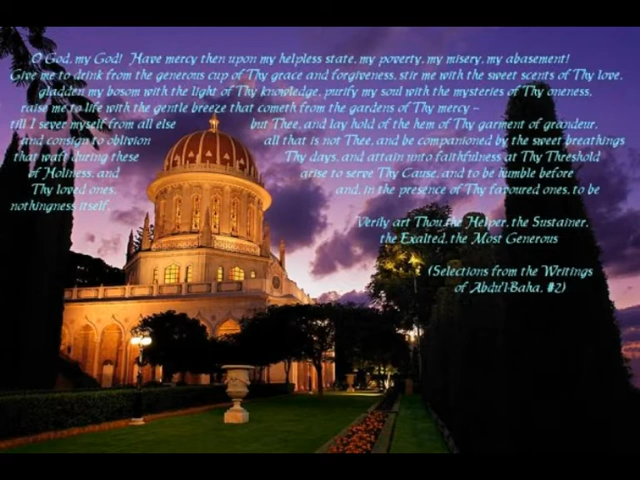 O God, my God! Have mercy then upon my helpless state, my poverty, my misery, my abasement!
Give me to drink from the generous cup of Thy grace and forgiveness, stir me with the sweet scents of Thy love,
gladden my bosom with the light of Thy knowledge, purify my soul with the mysteries of Thy oneness,
raise me to life with the gentle breeze that cometh from the gardens of Thy mercy –
till I sever myself from all else but Thee, and lay hold of the hem of Thy garment of grandeur,
and consign to oblivion all that is not Thee, and be companioned by the sweet breathings
that waft during these Thy days, and attain unto faithfulness at Thy Threshold
of Holiness, and arise to serve Thy Cause, and to be humble before
Thy loved ones, and, in the presence of Thy favoured ones, to be
nothingness itself.
Verily art Thou the Helper, the Sustainer,
the Exalted, the Most Generous
(Selections from the Writings
of Abdu'l-Baha, #2)